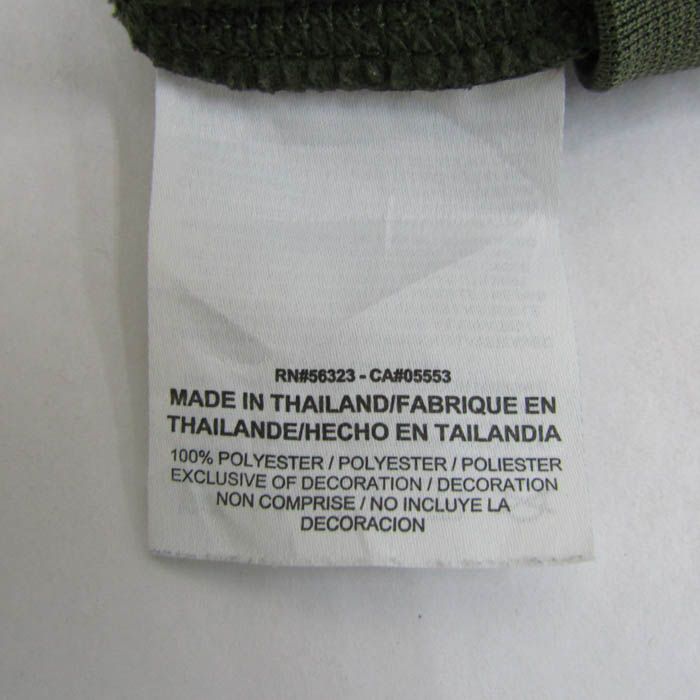 RN#56323 - CA#05553
MADE IN THAILAND/FABRIQUE EN
THAILANDE/HECHO EN TAILANDIA
100% POLYESTER / POLYESTER / POLIESTER
EXCLUSIVE OF DECORATION / DECORATION
NON COMPRISE / NO INCLUYE LA
DECORACION